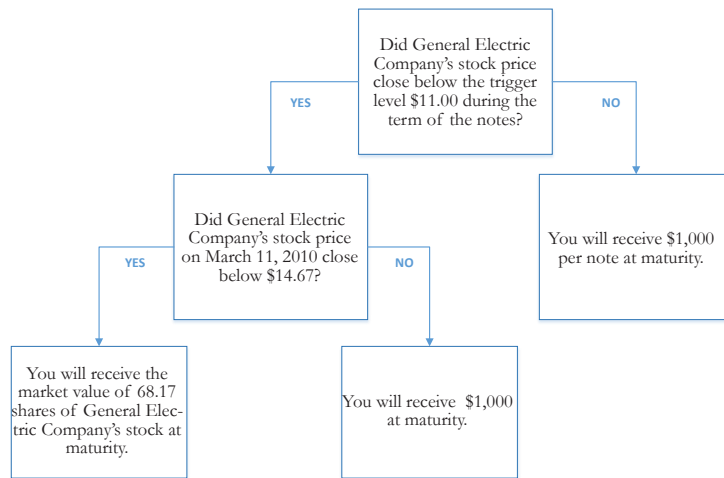 Did General Electric
Company's stock price
close below the trigger
level $11.00 during the
term of the notes?
YES
NO
Did General Electric
Company's stock price
on March 11, 2010 close
below $14.67?
You will receive $1,000
per note at maturity.
YES
NO
You will receive the
market value of 68.17
shares of General Elec-
tric Company's stock at
maturity.
You will receive $1,000
at maturity.